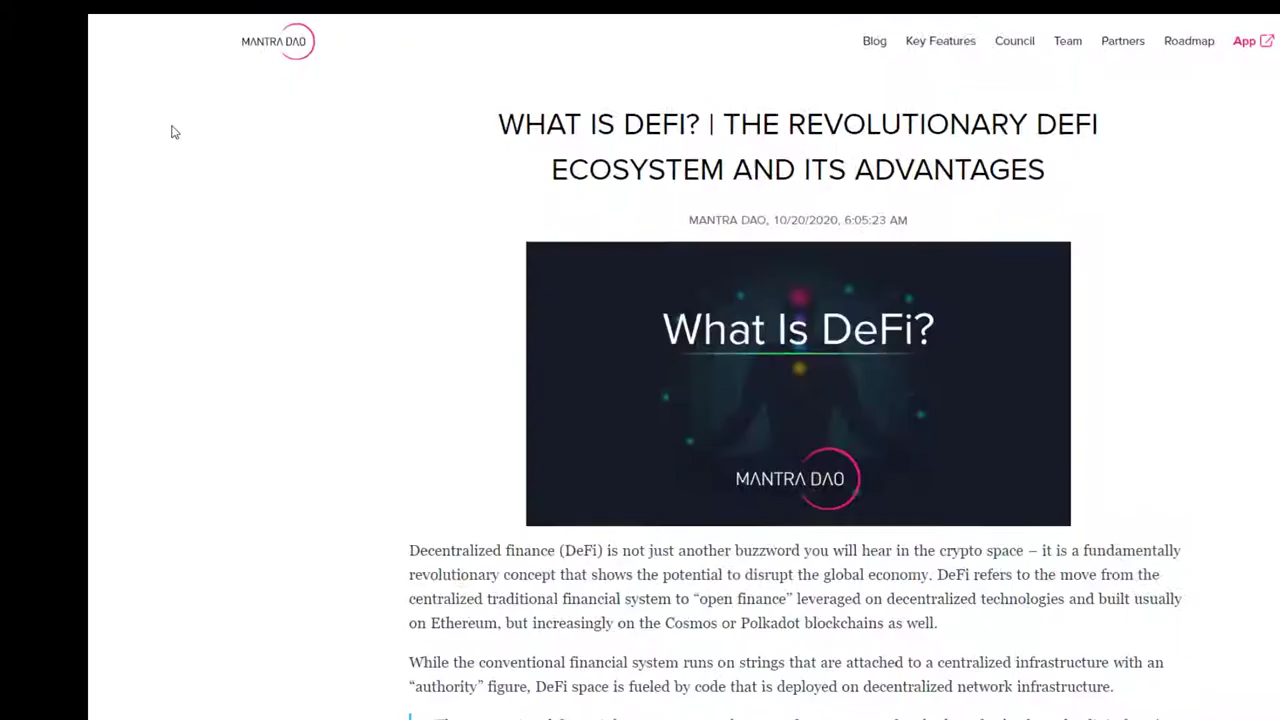 MANTRA DAO
Blog Key Features Council Team Partners Roadmap App
WHAT IS DEFI? | THE REVOLUTIONARY DEFI
ECOSYSTEM AND ITS ADVANTAGES
MANTRA DAO, 10/20/2020, 6:05:23 AM
What Is DeFi?
MANTRA DAO
Decentralized finance (DeFi) is not just another buzzword you will hear in the crypto space – it is a fundamentally
revolutionary concept that shows the potential to disrupt the global economy. DeFi refers to the move from the
centralized traditional financial system to “open finance” leveraged on decentralized technologies and built usually
on Ethereum, but increasingly on the Cosmos or Polkadot blockchains as well.
While the conventional financial system runs on strings that are attached to a centralized infrastructure with an
“authority” figure, DeFi space is fueled by code that is deployed on decentralized network infrastructure.